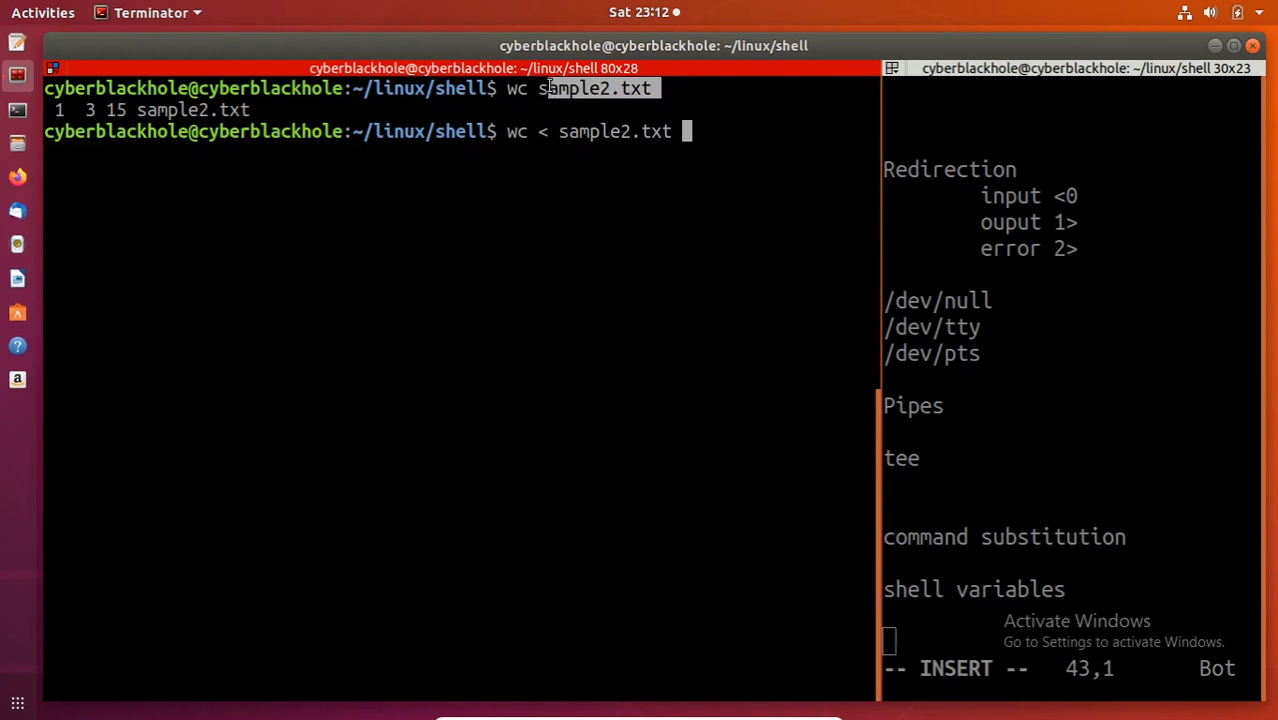 Activities Terminator Sat 23:12
cyberblackhole@cyberblackhole: ~/linux/shell
cyberblackhole@cyberblackhole: ~/linux/shell 80x28
cyberblackhole@cyberblackhole:~/linux/shell$ wc sample2.txt
1 3 15 sample2.txt
cyberblackhole@cyberblackhole:~/linux/shell$ wc < sample2.txt
cyberblackhole@cyberblackhole: ~/linux/shell 30x23
Redirection
input <0
ouput 1>
error 2>
/dev/null
/dev/tty
/dev/pts
Pipes
tee
command substitution
shell variables
Activate Windows
Go to Settings to activate Windows.
-- INSERT -- 43,1 Bot